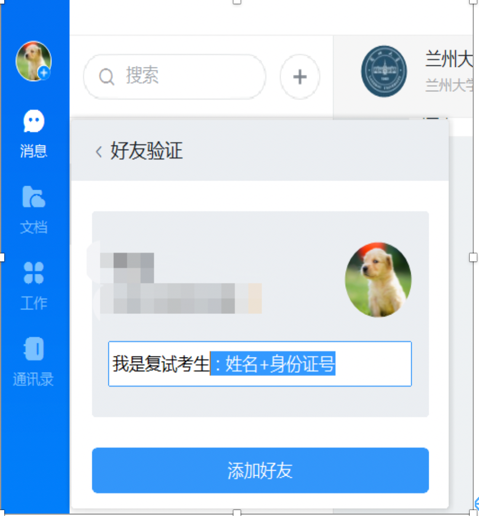 搜索
兰州大
兰州大学
消息
文档
工作
通讯录
好友验证
我是复试考生：姓名+身份证号
添加好友